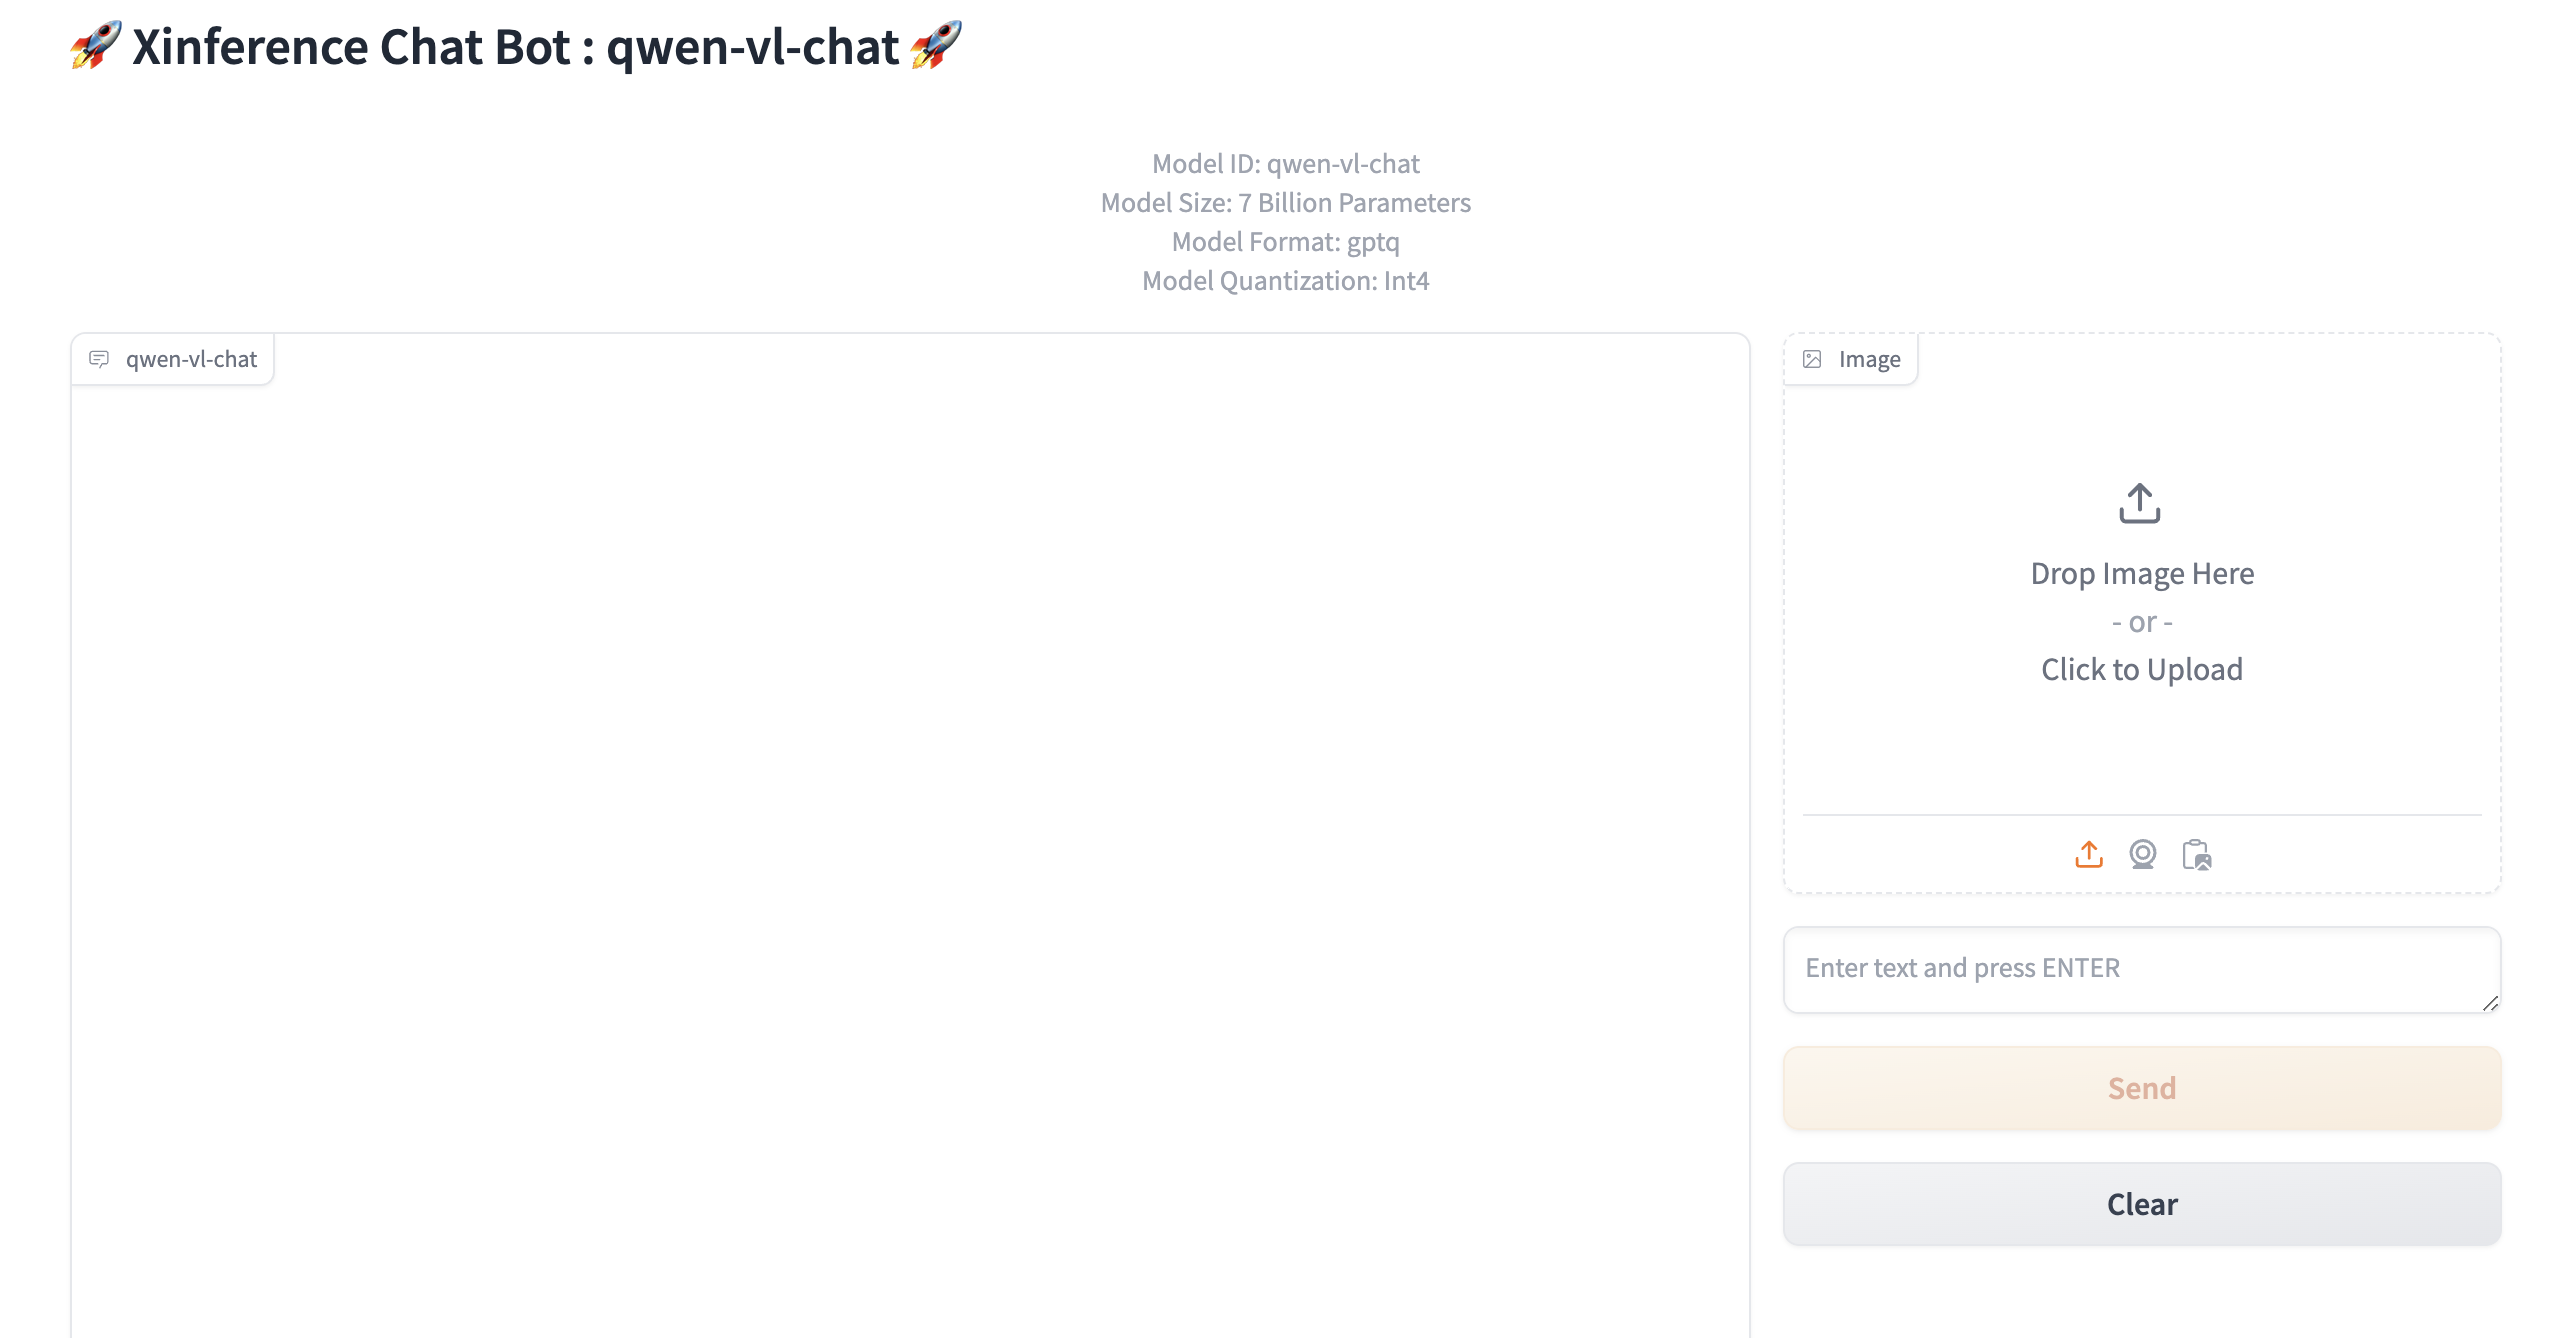 🚀 Xinference Chat Bot : qwen-vl-chat 🚀
Model ID: qwen-vl-chat
Model Size: 7 Billion Parameters
Model Format: gptq
Model Quantization: Int4
qwen-vl-chat
Image
Drop Image Here
- or -
Click to Upload
Enter text and press ENTER
Send
Clear